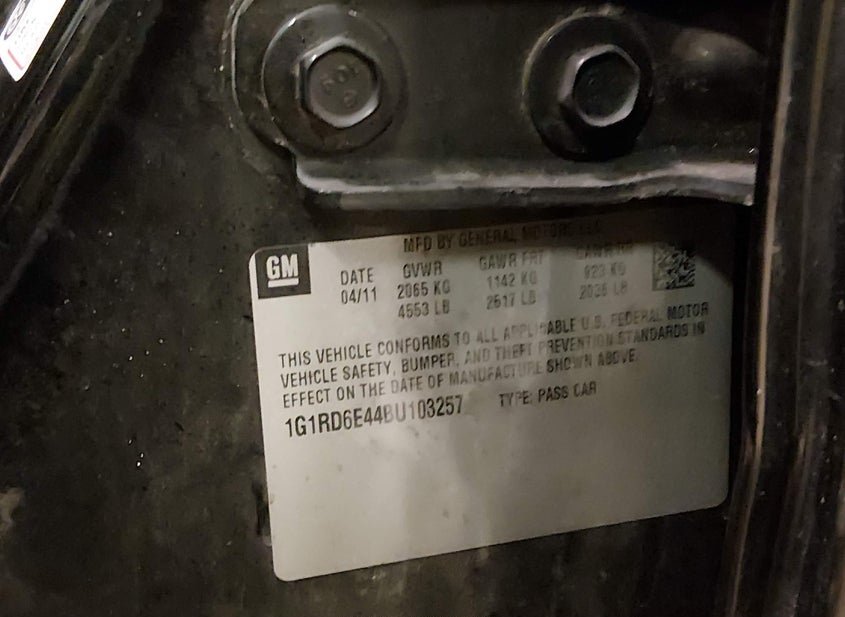 GM
MFD BY GENERAL MOTORS LLC
DATE GVWR GAWR FRT GAWR RR
04/11 2065 KG 1142 KG 923 KG
4553 LB 2517 LB 2036 LB
THIS VEHICLE CONFORMS TO ALL APPLICABLE U.S. FEDERAL MOTOR
VEHICLE SAFETY, BUMPER, AND THEFT PREVENTION STANDARDS IN
EFFECT ON THE DATE OF MANUFACTURE SHOWN ABOVE.
1G1RD6E44BU103257 TYPE: PASS CAR